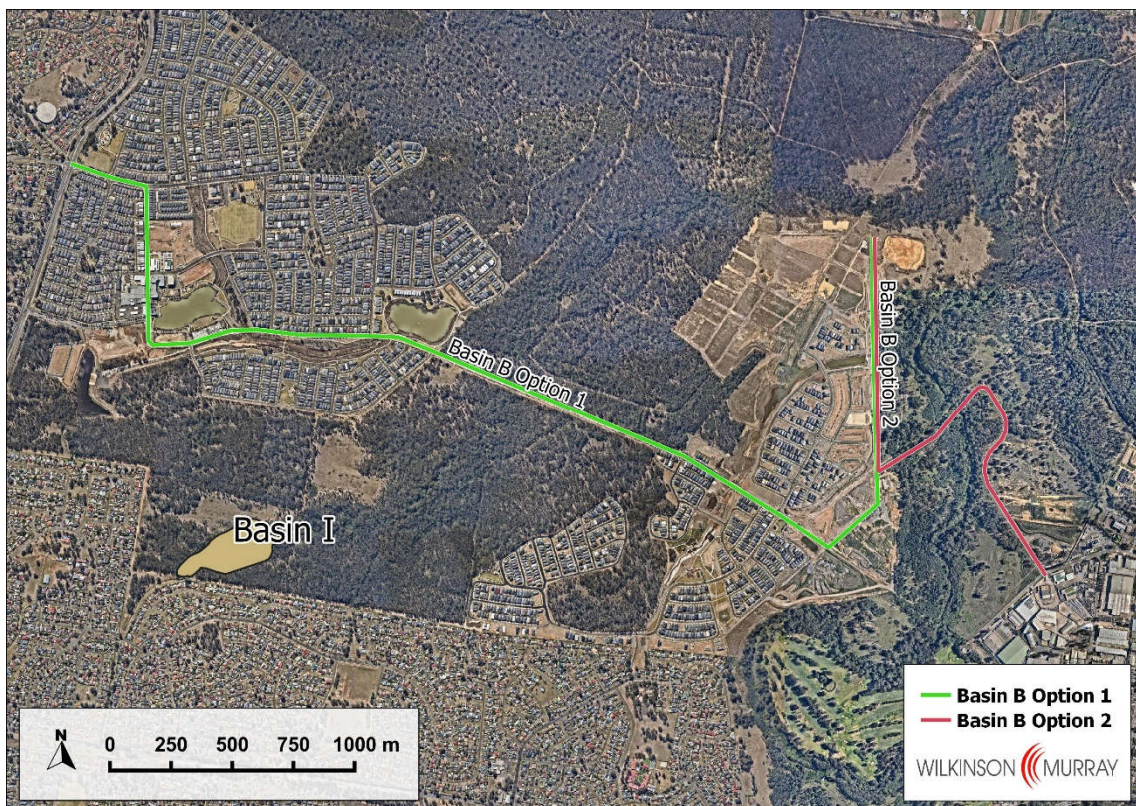 Basin B Option 1
Basin B Option 2
Basin I
N
0 250 500 750 1000 m
Basin B Option 1
Basin B Option 2
WILKINSON MURRAY